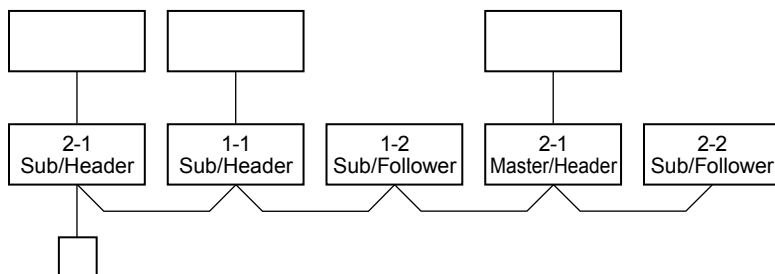 2-1
Sub/Header
1-1
Sub/Header
1-2
Sub/Follower
2-1
Master/Header
2-2
Sub/Follower